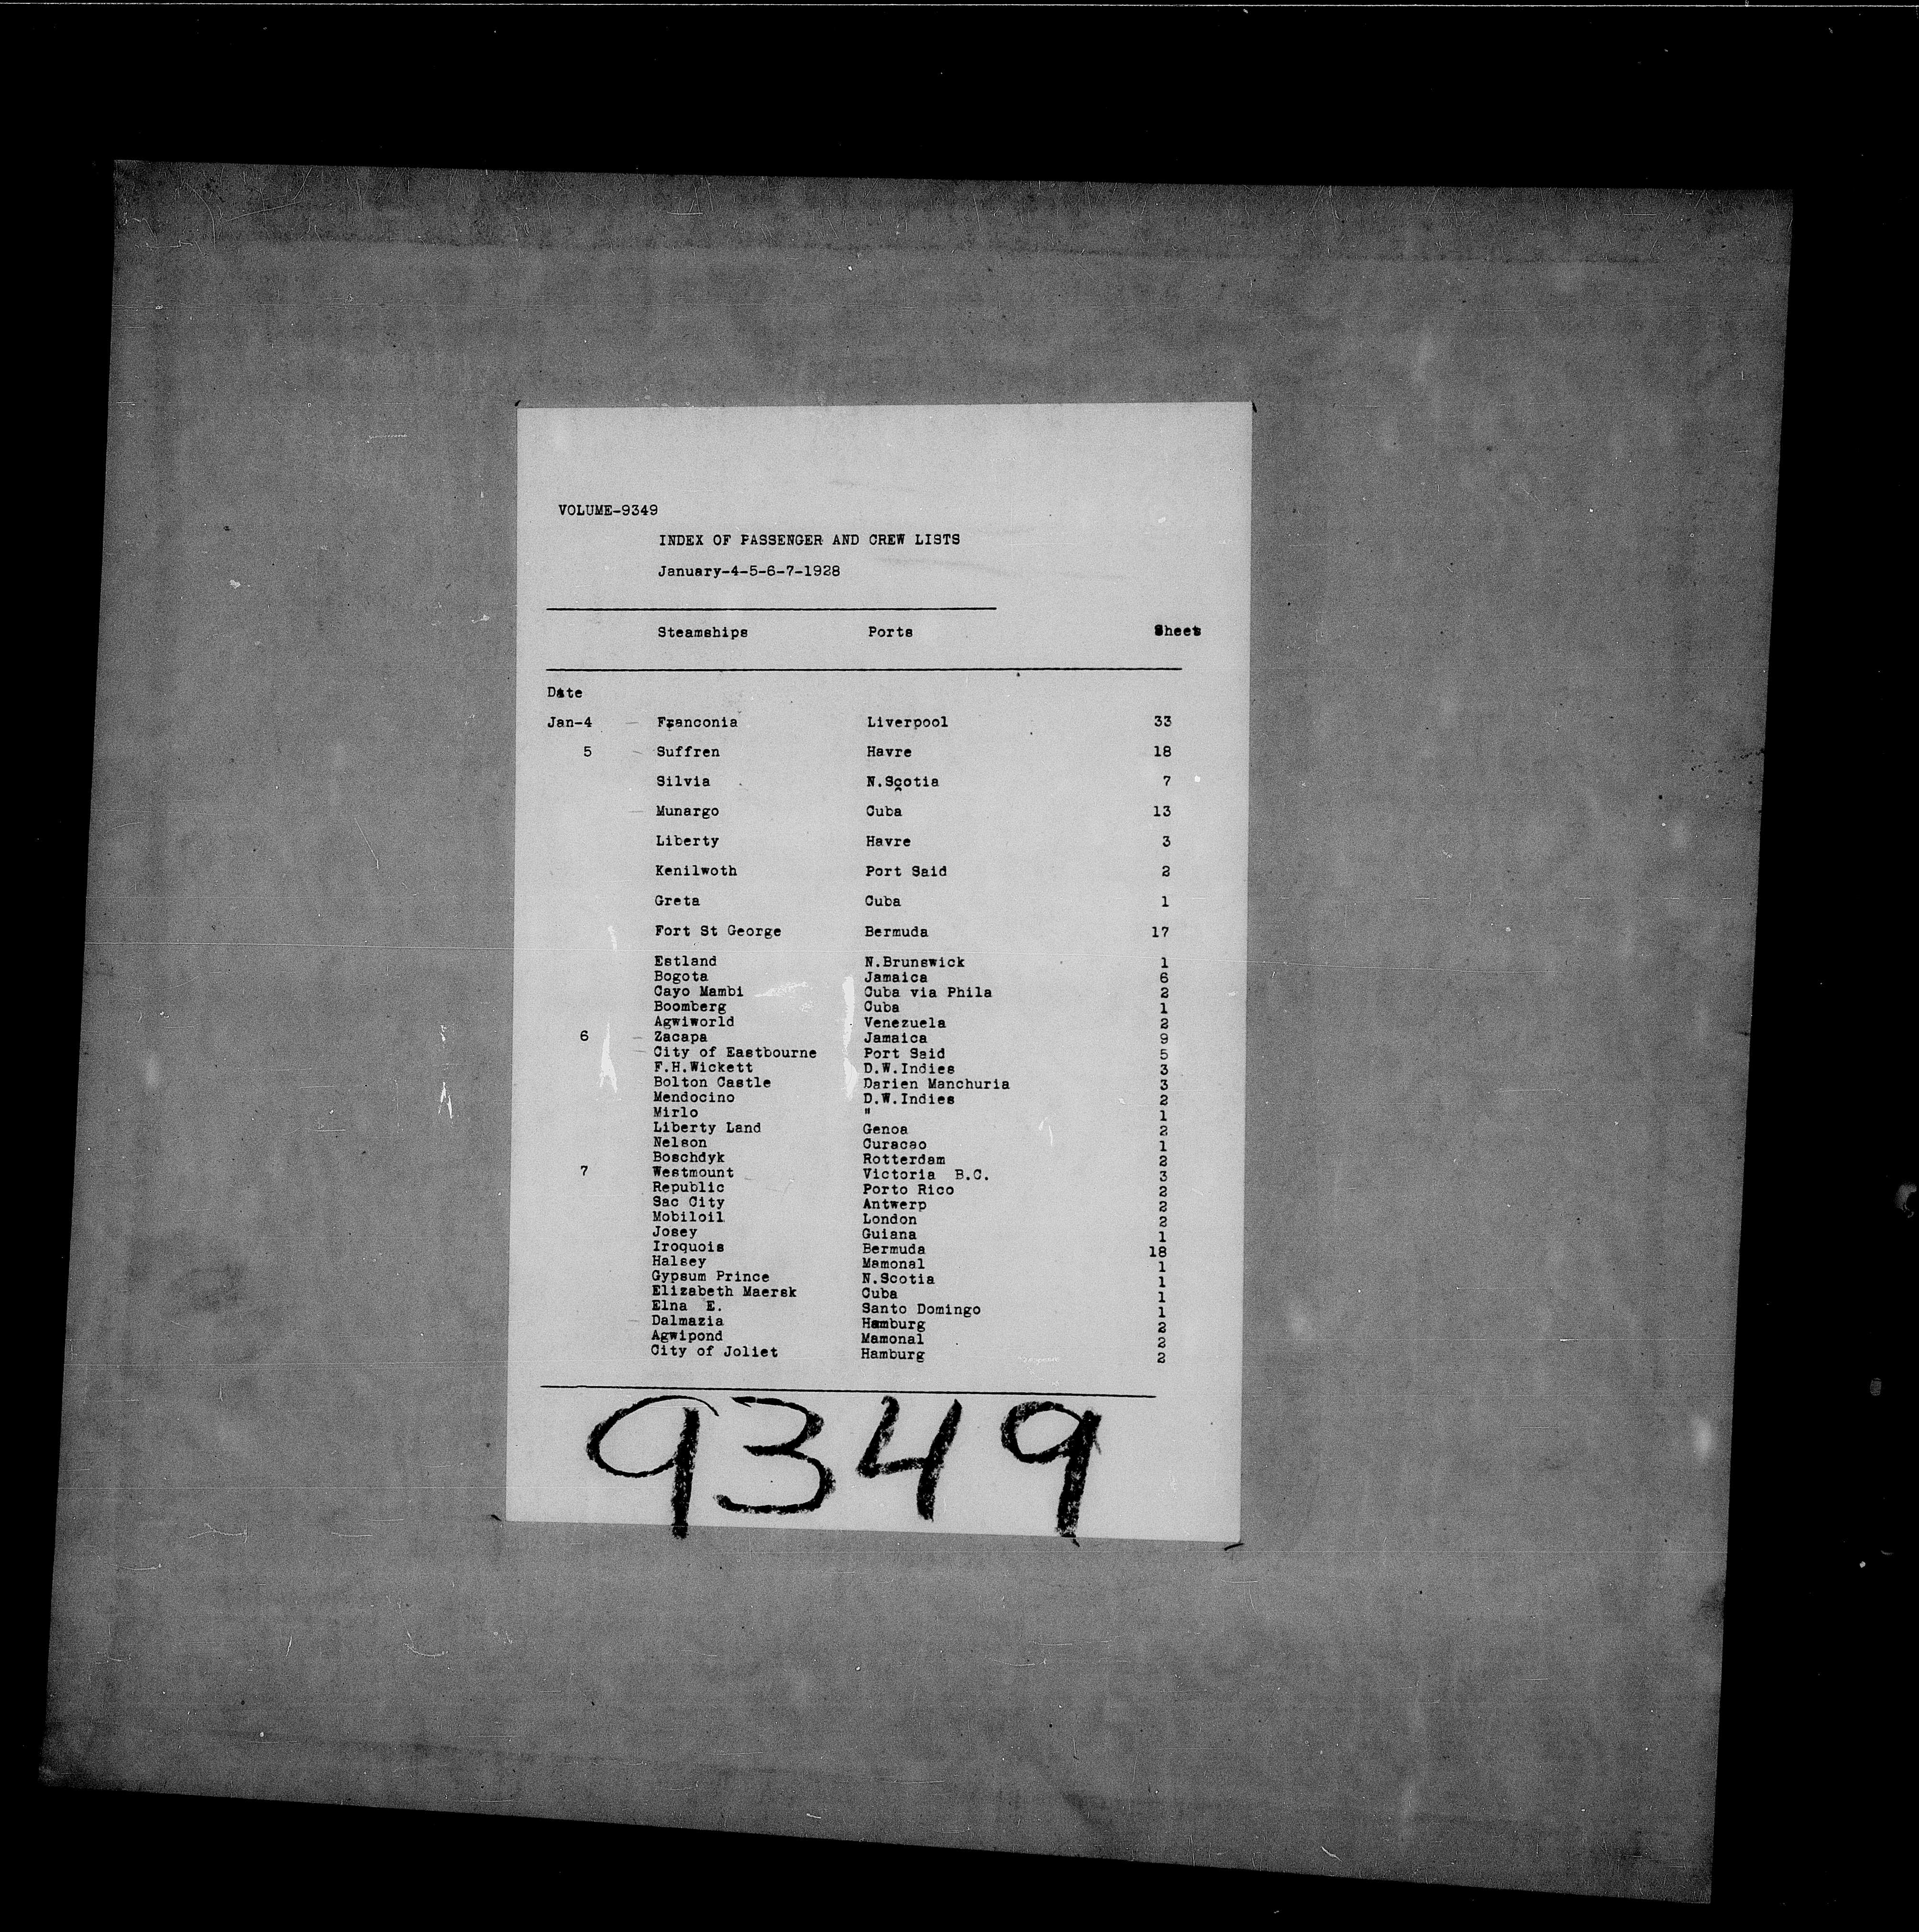 VOLUME-9349
INDEX OF PASSENGER AND CREW LISTS
January-4-5-6-7-1928
Steamships Ports Sheet
Date
Jan-4 Franconia Liverpool 33
5 Suffren Havre 18
Silvia N.Scotia 7
Munargo Cuba 13
Liberty Havre 3
Kenilwoth Port Said 2
Greta Cuba 1
Fort St George Bermuda 17
Estland N.Brunswick 1
Bogota Jamaica 6
Cayo Mambi Cuba via Phila 2
Boomberg Cuba 1
Agwiworld Venezuela 2
6 Zacapa Jamaica 9
City of Eastbourne Port Said 5
F.H.Wickett D.W.Indies 3
Bolton Castle Darien Manchuria 3
Mendocino D.W.Indies 2
Mirlo " 1
Liberty Land Genoa 2
Nelson Curacao 1
Boschdyk Rotterdam 2
7 Westmount Victoria B.C. 3
Republic Porto Rico 2
Sac City Antwerp 2
Mobiloil London 2
Josey Guiana 1
Iroquois Bermuda 18
Halsey Mamonal 1
Gypsum Prince N.Scotia 1
Elizabeth Maersk Cuba 1
Elna E. Santo Domingo 1
Dalmazia Hamburg 2
Agwipond Mamonal 2
City of Joliet Hamburg 2
9349